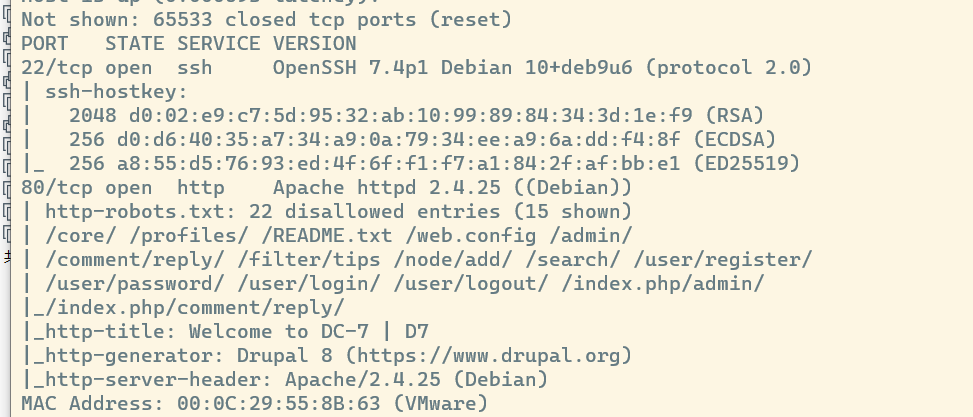 Not shown: 65533 closed tcp ports (reset)
PORT   STATE SERVICE VERSION
22/tcp open  ssh     OpenSSH 7.4p1 Debian 10+deb9u6 (protocol 2.0)
| ssh-hostkey:
|   2048 d0:02:e9:c7:5d:95:32:ab:10:99:89:84:34:3d:1e:f9 (RSA)
|   256 d0:d6:40:35:a7:34:a9:0a:79:34:ee:a9:6a:dd:f4:8f (ECDSA)
|_  256 a8:55:d5:76:93:ed:4f:6f:f1:f7:a1:84:2f:af:bb:e1 (ED25519)
80/tcp open  http    Apache httpd 2.4.25 ((Debian))
| http-robots.txt: 22 disallowed entries (15 shown)
| /core/ /profiles/ /README.txt /web.config /admin/
| /comment/reply/ /filter/tips /node/add/ /search/ /user/register/
| /user/password/ /user/login/ /user/logout/ /index.php/admin/
|_/index.php/comment/reply/
|_http-title: Welcome to DC-7 | D7
|_http-generator: Drupal 8 (https://www.drupal.org)
|_http-server-header: Apache/2.4.25 (Debian)
MAC Address: 00:0C:29:55:8B:63 (VMware)